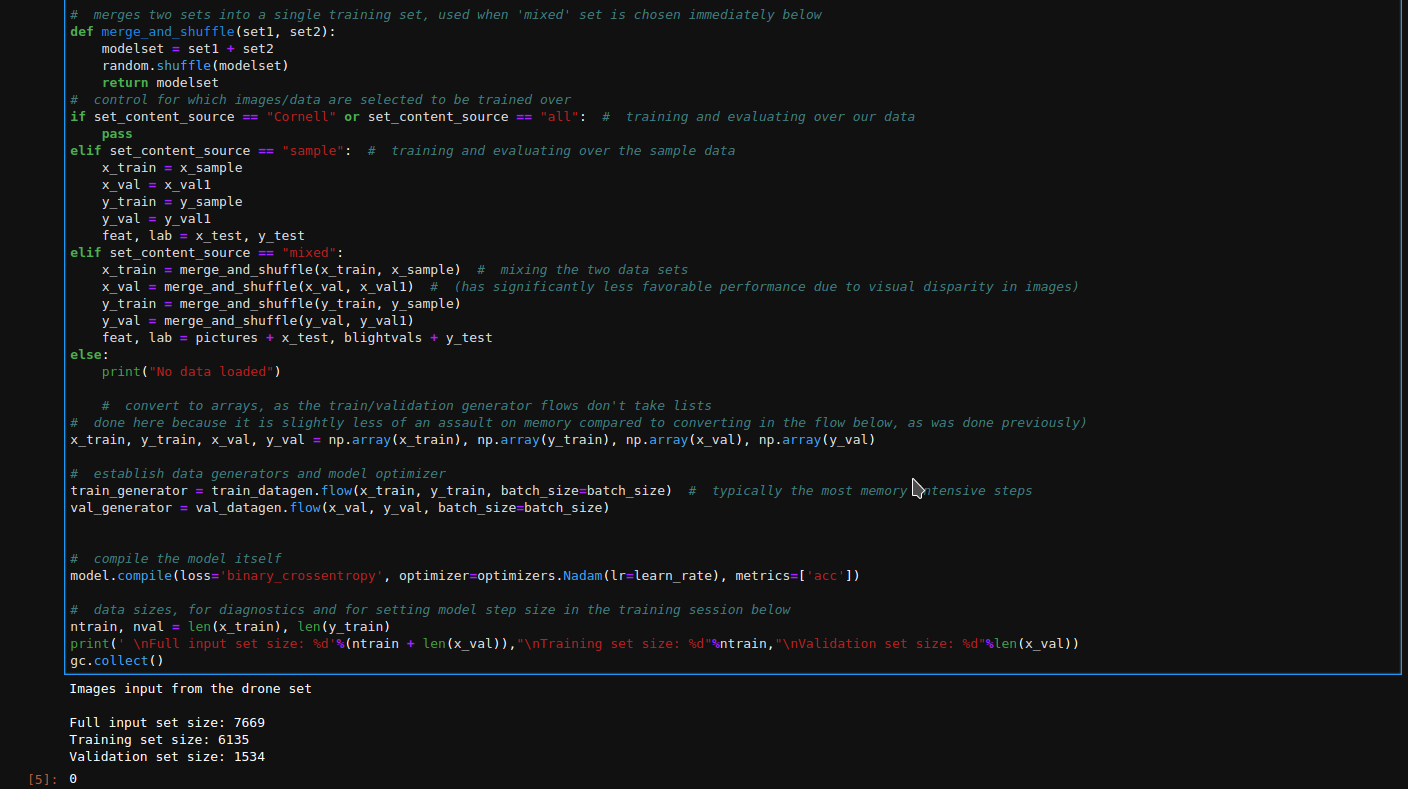 #  merges two sets into a single training set, used when 'mixed' set is chosen immediately below
def merge_and_shuffle(set1, set2):
    modelset = set1 + set2
    random.shuffle(modelset)
    return modelset
#  control for which images/data are selected to be trained over
if set_content_source == "Cornell" or set_content_source == "all":  #  training and evaluating over our data
    pass
elif set_content_source == "sample":  #  training and evaluating over the sample data
    x_train = x_sample
    x_val = x_val1
    y_train = y_sample
    y_val = y_val1
    feat, lab = x_test, y_test
elif set_content_source == "mixed":
    x_train = merge_and_shuffle(x_train, x_sample)  #  mixing the two data sets
    x_val = merge_and_shuffle(x_val, x_val1)  #  (has significantly less favorable performance due to visual disparity in images)
    y_train = merge_and_shuffle(y_train, y_sample)
    y_val = merge_and_shuffle(y_val, y_val1)
    feat, lab = pictures + x_test, blightvals + y_test
else:
    print("No data loaded")
    #  convert to arrays, as the train/validation generator flows don't take lists
#  done here because it is slightly less of an assault on memory compared to converting in the flow below, as was done previously)
x_train, y_train, x_val, y_val = np.array(x_train), np.array(y_train), np.array(x_val), np.array(y_val)
#  establish data generators and model optimizer
train_generator = train_datagen.flow(x_train, y_train, batch_size=batch_size)  #  typically the most memory intensive steps
val_generator = val_datagen.flow(x_val, y_val, batch_size=batch_size)
#  compile the model itself
model.compile(loss='binary_crossentropy', optimizer=optimizers.Nadam(lr=learn_rate), metrics=['acc'])
#  data sizes, for diagnostics and for setting model step size in the training session below
ntrain, nval = len(x_train), len(y_train)
print(' \nFull input set size: %d'%(ntrain + len(x_val)),"\nTraining set size: %d"%ntrain,"\nValidation set size: %d"%len(x_val))
gc.collect()
Images input from the drone set
Full input set size: 7669
Training set size: 6135
Validation set size: 1534
[5]: 0